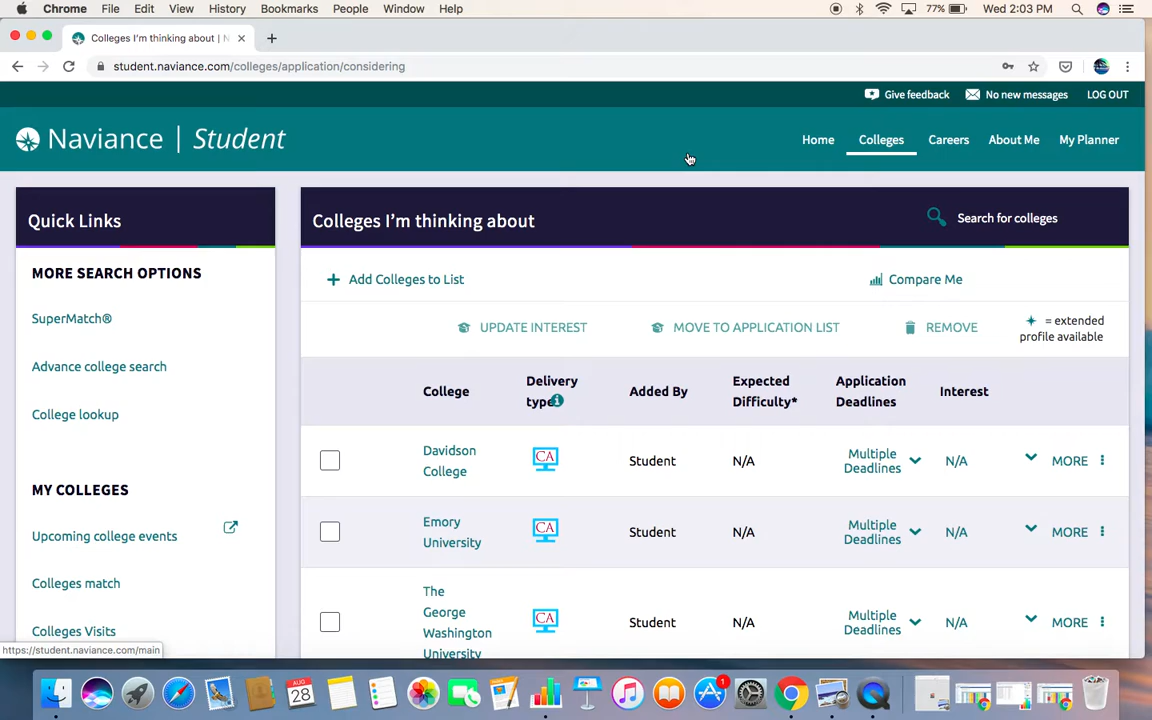 Chrome File Edit View History Bookmarks People Window Help 77% Wed 2:03 PM
Colleges I'm thinking about | N
student.naviance.com/colleges/application/considering
Give feedback No new messages LOG OUT
Naviance | Student
Home Colleges Careers About Me My Planner
Quick Links
MORE SEARCH OPTIONS
SuperMatch®
Advance college search
College lookup
MY COLLEGES
Upcoming college events
Colleges match
Colleges Visits
https://student.naviance.com/main
Colleges I'm thinking about
Search for colleges
+ Add Colleges to List
Compare Me
UPDATE INTEREST MOVE TO APPLICATION LIST REMOVE
= extended
profile available
College Delivery type Added By Expected Difficulty* Application Deadlines Interest
Davidson College CA Student N/A Multiple Deadlines N/A MORE
Emory University CA Student N/A Multiple Deadlines N/A MORE
The George Washington University CA Student N/A Multiple Deadlines N/A MORE
AUG
28
1